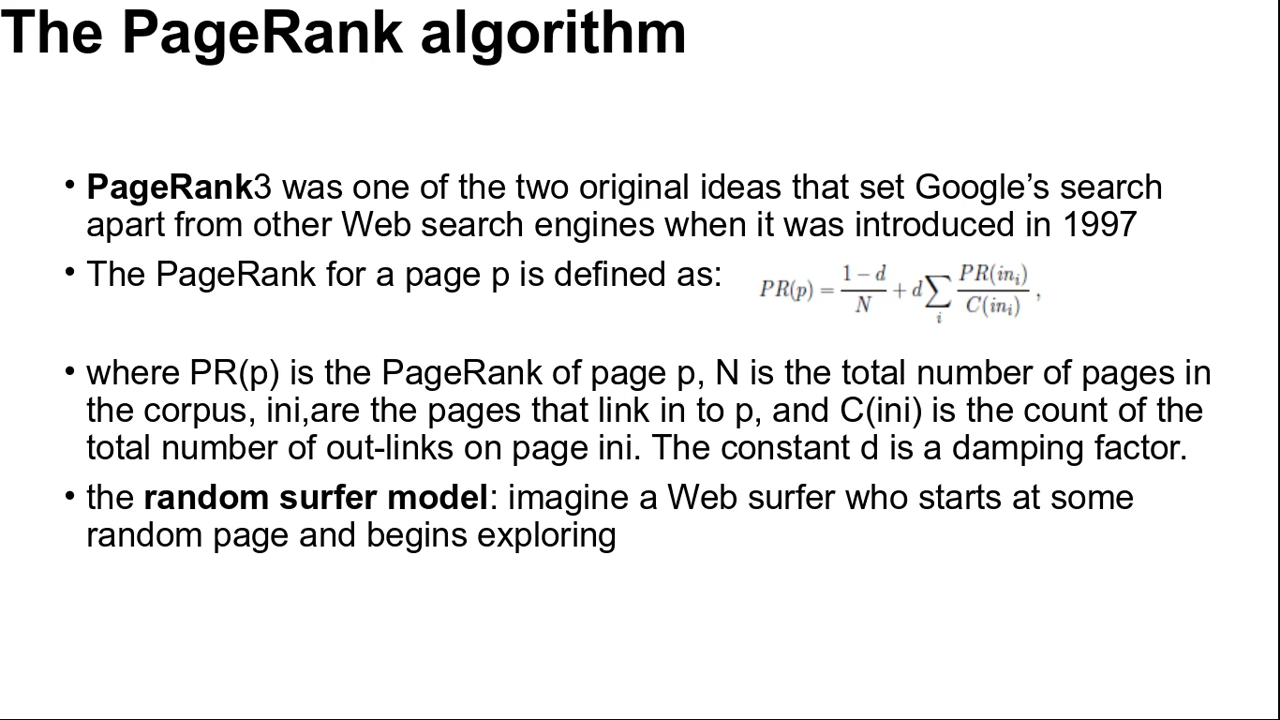 The PageRank algorithm
• PageRank3 was one of the two original ideas that set Google’s search
apart from other Web search engines when it was introduced in 1997
• The PageRank for a page p is defined as: PR(p) = \frac{1-d}{N} + d\sum_{i} \frac{PR(in_i)}{C(in_i)},
• where PR(p) is the PageRank of page p, N is the total number of pages in
the corpus, ini,are the pages that link in to p, and C(ini) is the count of the
total number of out-links on page ini. The constant d is a damping factor.
• the random surfer model: imagine a Web surfer who starts at some
random page and begins exploring